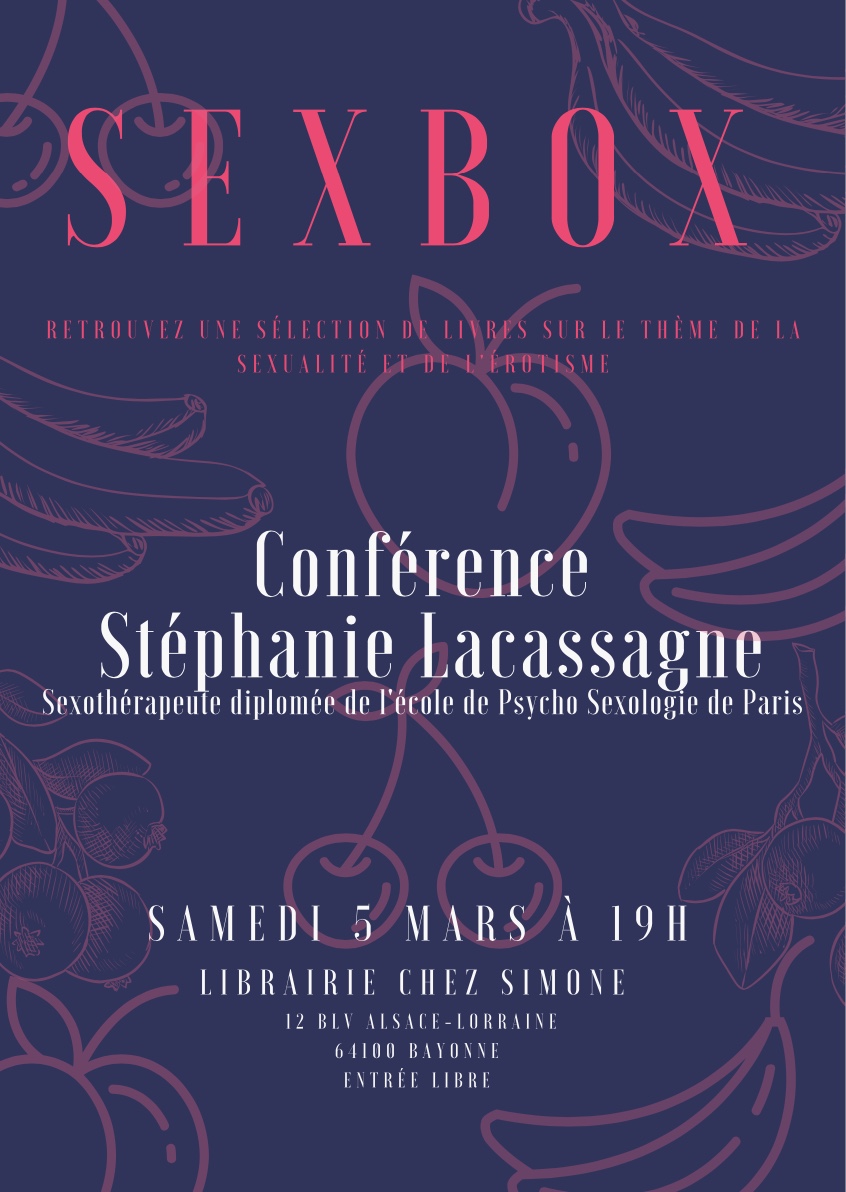 SEXBOX
RETROUVEZ UNE SÉLECTION DE LIVRES SUR LE THÈME DE LA
SEXUALITÉ ET DE L'ÉROTISME
Conférence
Stéphanie Lacassagne
Sexothérapeute diplomée de l'école de Psycho Sexologie de Paris
SAMEDI 5 MARS À 19H
LIBRAIRIE CHEZ SIMONE
12 BLV ALSACE-LORRAINE
64100 BAYONNE
ENTRÉE LIBRE